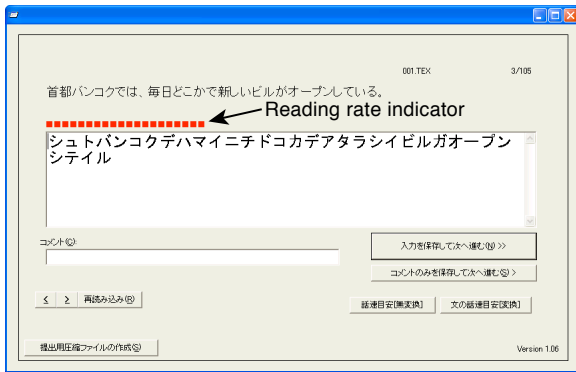 001.TEX 3/105
首都バンコクでは、毎日どこかで新しいビルがオープンしている。
Reading rate indicator
シュトバンコクデハマイニチドコカデアタラシイビルガオープン
シテイル
コメント(C):
入力を保存して次へ進む(N) >>
コメントのみを保存して次へ進む(S) >
< > 再読み込み(R)
話速目安[無変換] 文の話速目安[変換]
提出用圧縮ファイルの作成(S)
Version 1.06